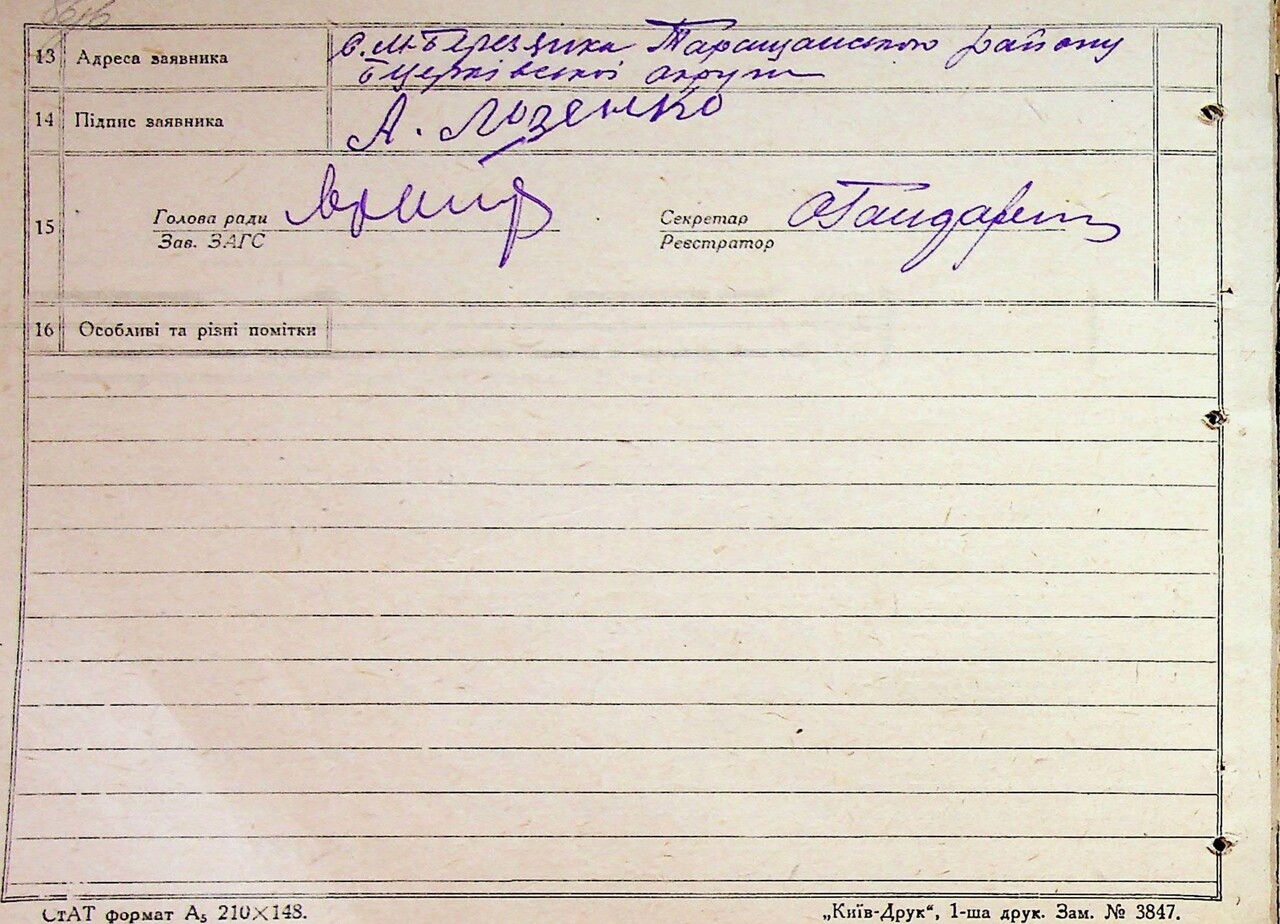 13 Адреса заявника С. М-Березянка Таращанського району
БЦерківської округи
14 Підпис заявника А. Лозенко
15 Голова ради Секретар
Зав. ЗАГС Реєстратор
16 Особливі та різні помітки
СтАТ формат А5 210×148. „Київ-Друк“, 1-ша друк. Зам. № 3847.